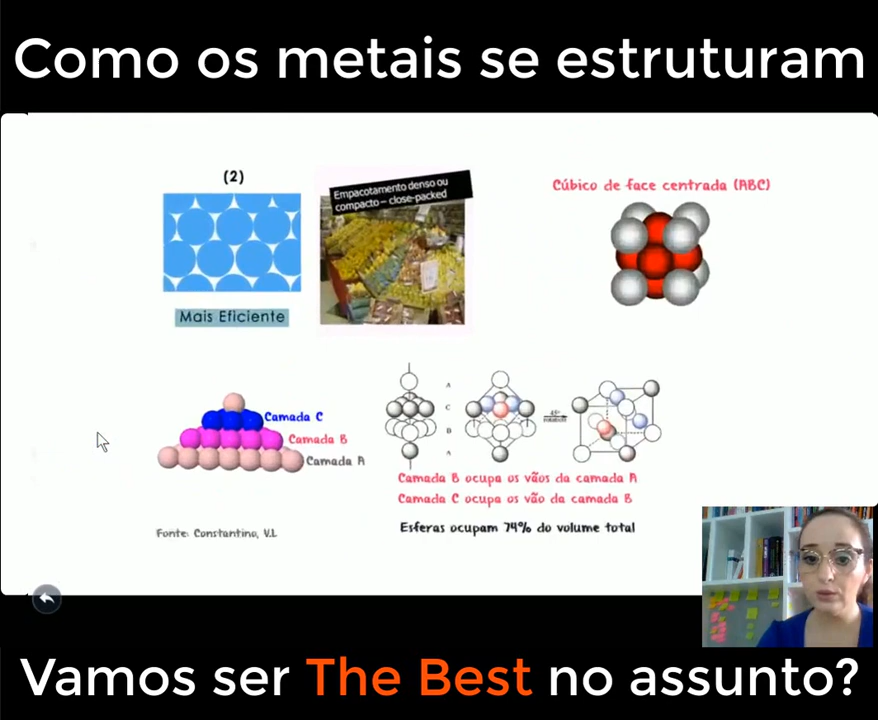 Como os metais se estruturam
(2)
Empacotamento denso ou
compacto – close-packed
Cúbico de face centrada (ABC)
Mais Eficiente
Camada C
Camada B
Camada A
A
C
B
A
45°
rotation
Camada B ocupa os vãos da camada A
Camada C ocupa os vão da camada B
Esferas ocupam 74% do volume total
Fonte: Constantino, V.L
Vamos ser The Best no assunto?